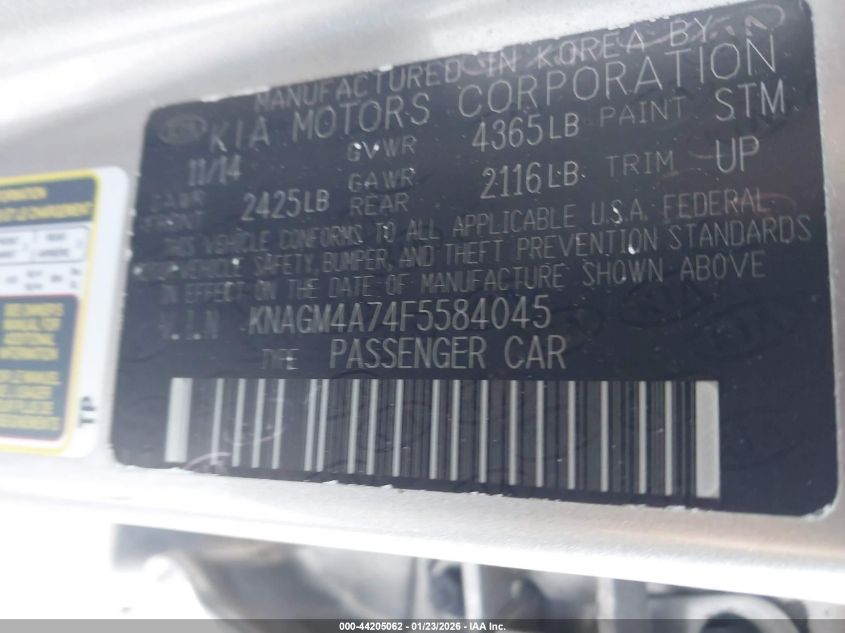 MANUFACTURED IN KOREA BY
KIA MOTORS CORPORATION
11/14 GVWR 4365LB PAINT STM
GAWR FRONT 2425LB GAWR REAR 2116LB TRIM UP
THIS VEHICLE CONFORMS TO ALL APPLICABLE U.S.A. FEDERAL
VEHICLE SAFETY, BUMPER, AND THEFT PREVENTION STANDARDS
IN EFFECT ON THE DATE OF MANUFACTURE SHOWN ABOVE
V.I.N KNAGM4A74F5584045
TYPE PASSENGER CAR
TP
000-44205062 - 01/23/2026 - IAA Inc.